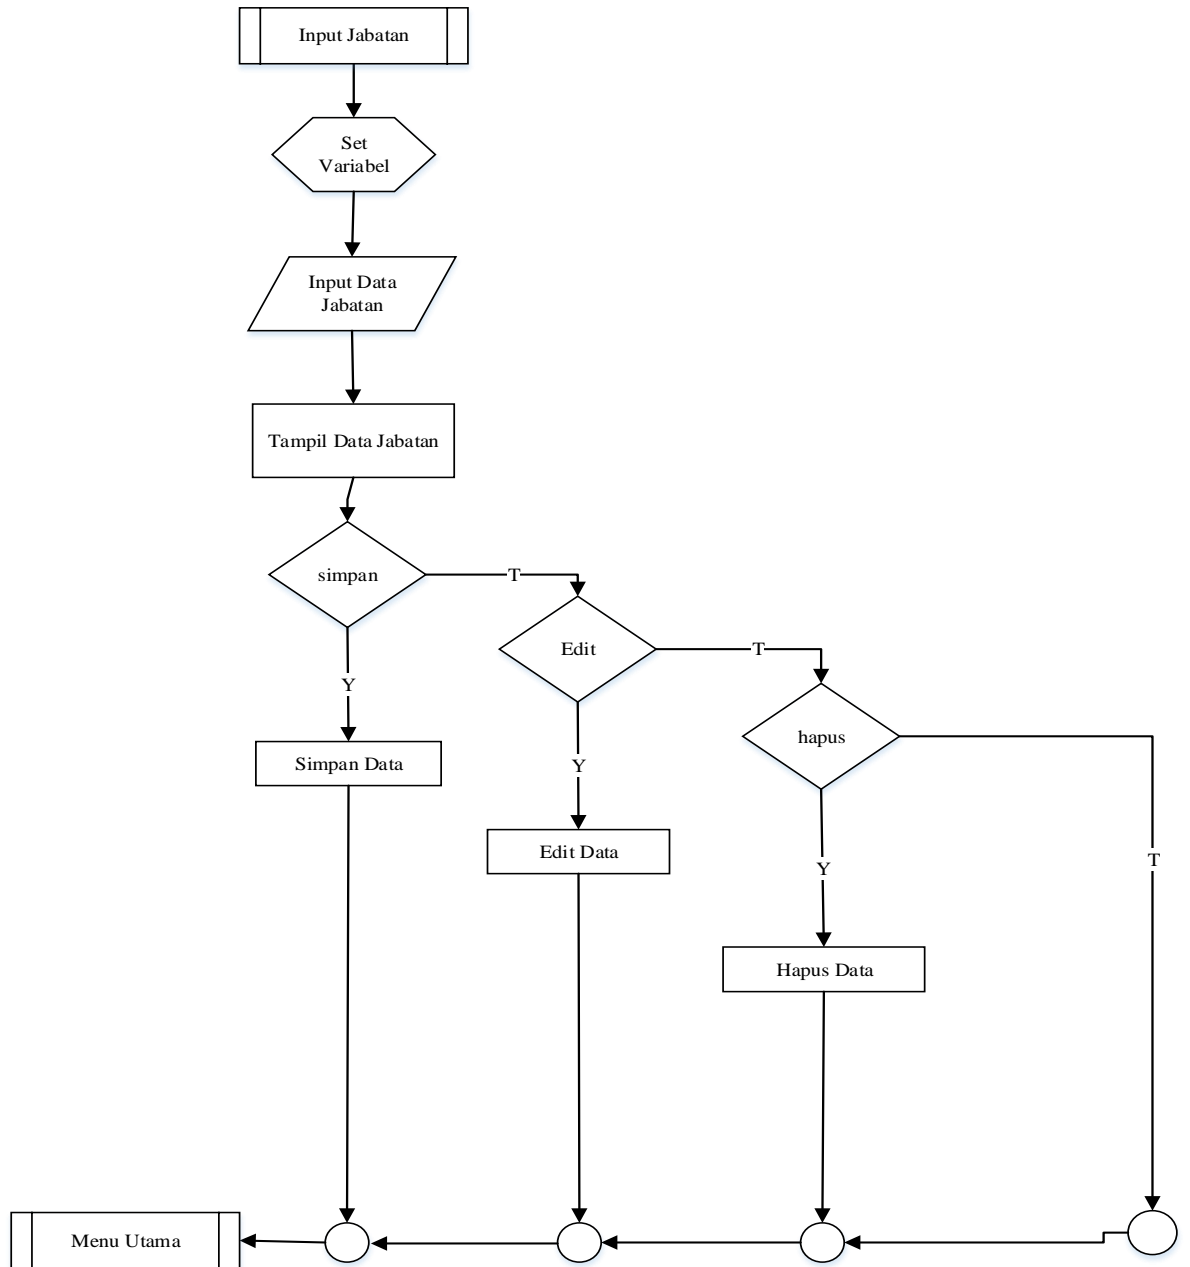 Input Jabatan
Set
Variabel
Input Data
Jabatan
Tampil Data Jabatan
simpan
T
Edit
T
Y
hapus
Simpan Data
Y
Edit Data
T
Y
Hapus Data
Menu Utama